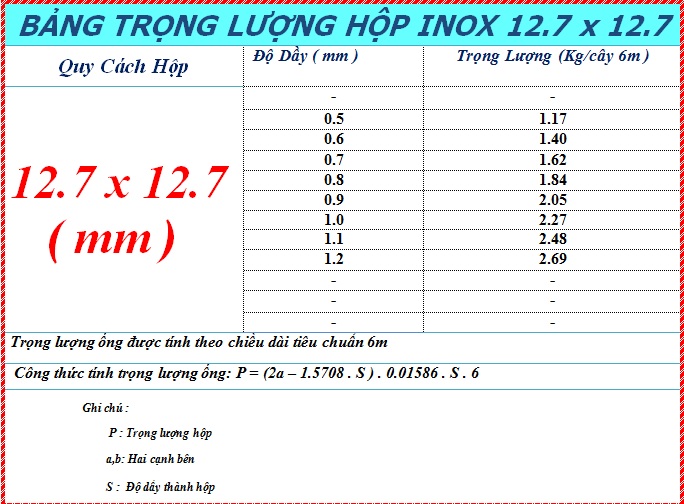 BẢNG TRỌNG LƯỢNG HỘP INOX 12.7 x 12.7
Quy Cách Hộp
Độ Dầy ( mm )
Trọng Lượng (Kg/cây 6m )
12.7 x 12.7
( mm )
- -
0.5 1.17
0.6 1.40
0.7 1.62
0.8 1.84
0.9 2.05
1.0 2.27
1.1 2.48
1.2 2.69
- -
- -
- -
Trọng lượng ống được tính theo chiều dài tiêu chuẩn 6m
Công thức tính trọng lượng ống: P = (2a – 1.5708 . S ) . 0.01586 . S . 6
Ghi chú :
P : Trọng lượng hộp
a,b: Hai cạnh bên
S : Độ dầy thành hộp